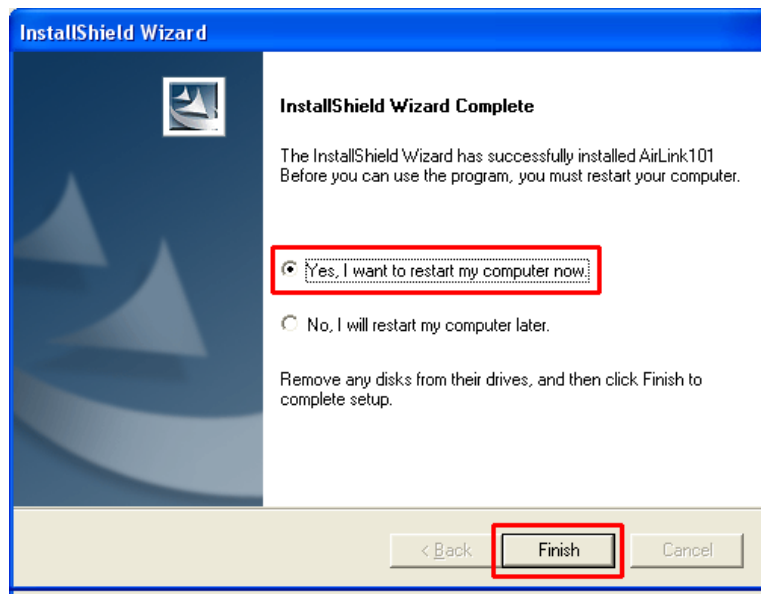 InstallShield Wizard
InstallShield Wizard Complete
The InstallShield Wizard has successfully installed AirLink101
Before you can use the program, you must restart your computer.
Yes, I want to restart my computer now.
No, I will restart my computer later.
Remove any disks from their drives, and then click Finish to
complete setup.
< Back Finish Cancel